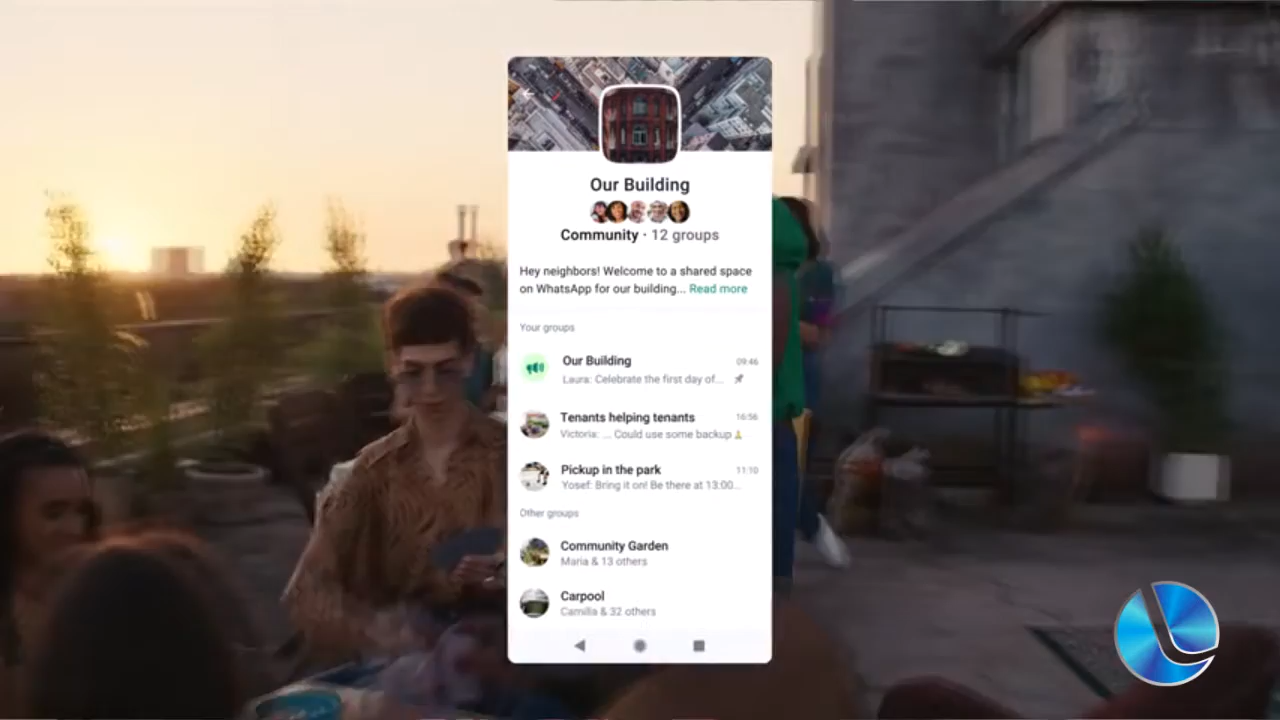 Our Building
Community · 12 groups
Hey neighbors! Welcome to a shared space
on WhatsApp for our building... Read more
Your groups
Our Building
09:46
Laura: Celebrate the first day of...
Tenants helping tenants
16:56
Victoria: ... Could use some backup🙏
Pickup in the park
11:10
Yosef: Bring it on! Be there at 13:00...
Other groups
Community Garden
Maria & 13 others
Carpool
Camilla & 32 others